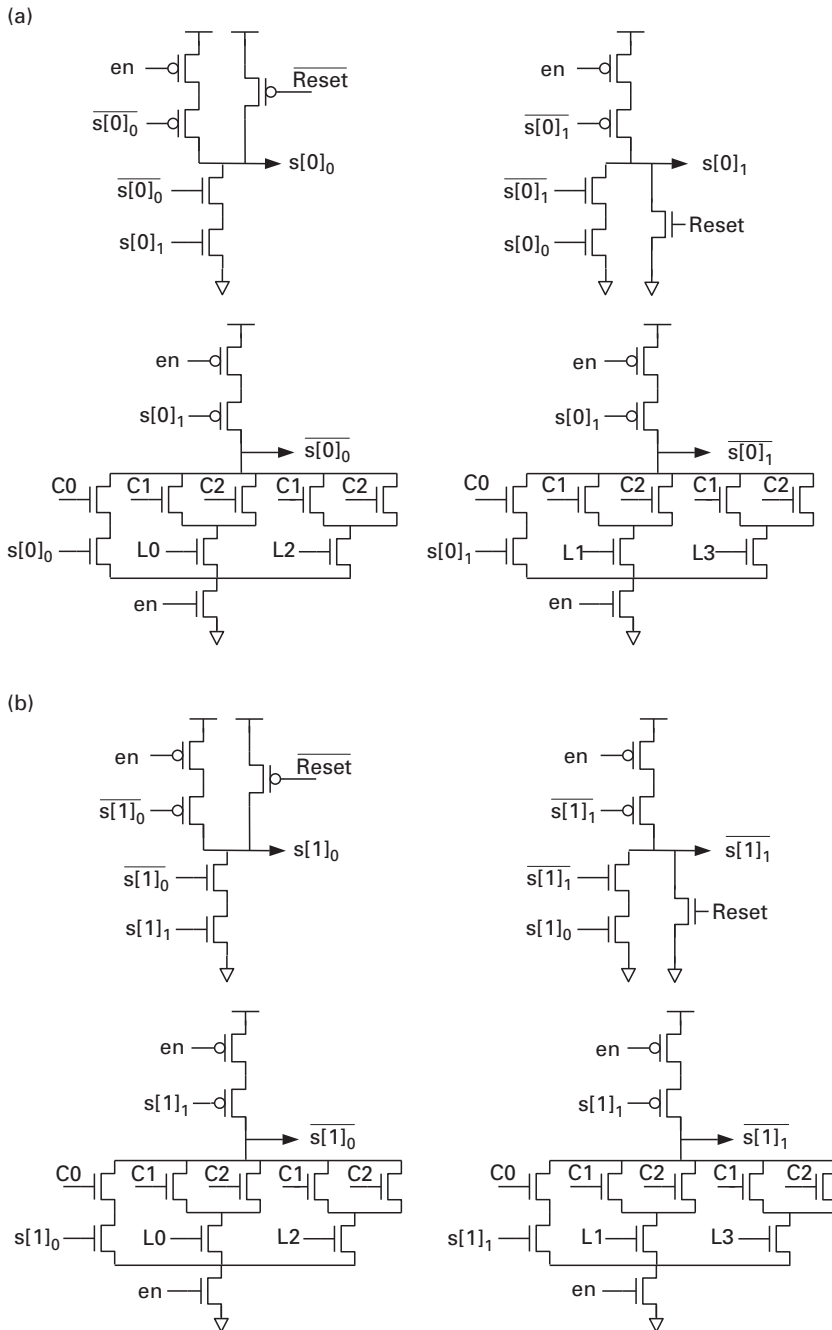 (a)
en
R̅e̅s̅e̅t̅
s̅[̅0̅]̅₀̅
s[0]₀
s̅[̅0̅]̅₀̅
s[0]₁
en
s̅[̅0̅]̅₁̅
s[0]₁
s̅[̅0̅]̅₁̅
s[0]₀
Reset
en
s[0]₁
s̅[̅0̅]̅₀̅
C0 C1 C2 C1 C2
s[0]₀ L0 L2
en
en
s[0]₁
s̅[̅0̅]̅₁̅
C0 C1 C2 C1 C2
s[0]₁ L1 L3
en
(b)
en
R̅e̅s̅e̅t̅
s̅[̅1̅]̅₀̅
s[1]₀
s̅[̅1̅]̅₀̅
s[1]₁
en
s̅[̅1̅]̅₁̅
s̅[̅1̅]̅₁̅
s̅[̅1̅]̅₁̅
s[1]₀
Reset
en
s[1]₁
s̅[̅1̅]̅₀̅
C0 C1 C2 C1 C2
s[1]₀ L0 L2
en
en
s[1]₁
s̅[̅1̅]̅₁̅
C0 C1 C2 C1 C2
s[1]₁ L1 L3
en